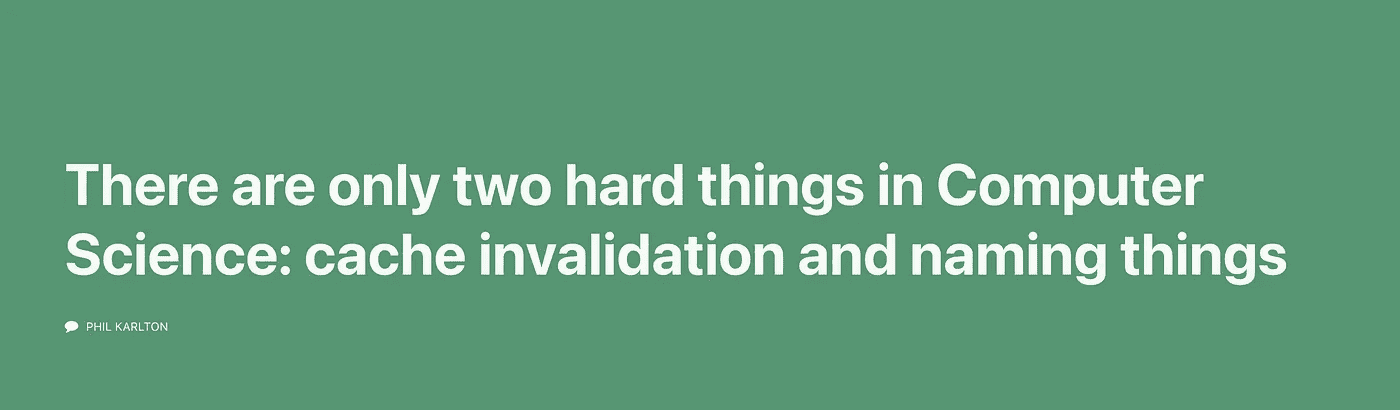 There are only two hard things in Computer
Science: cache invalidation and naming things
PHIL KARLTON